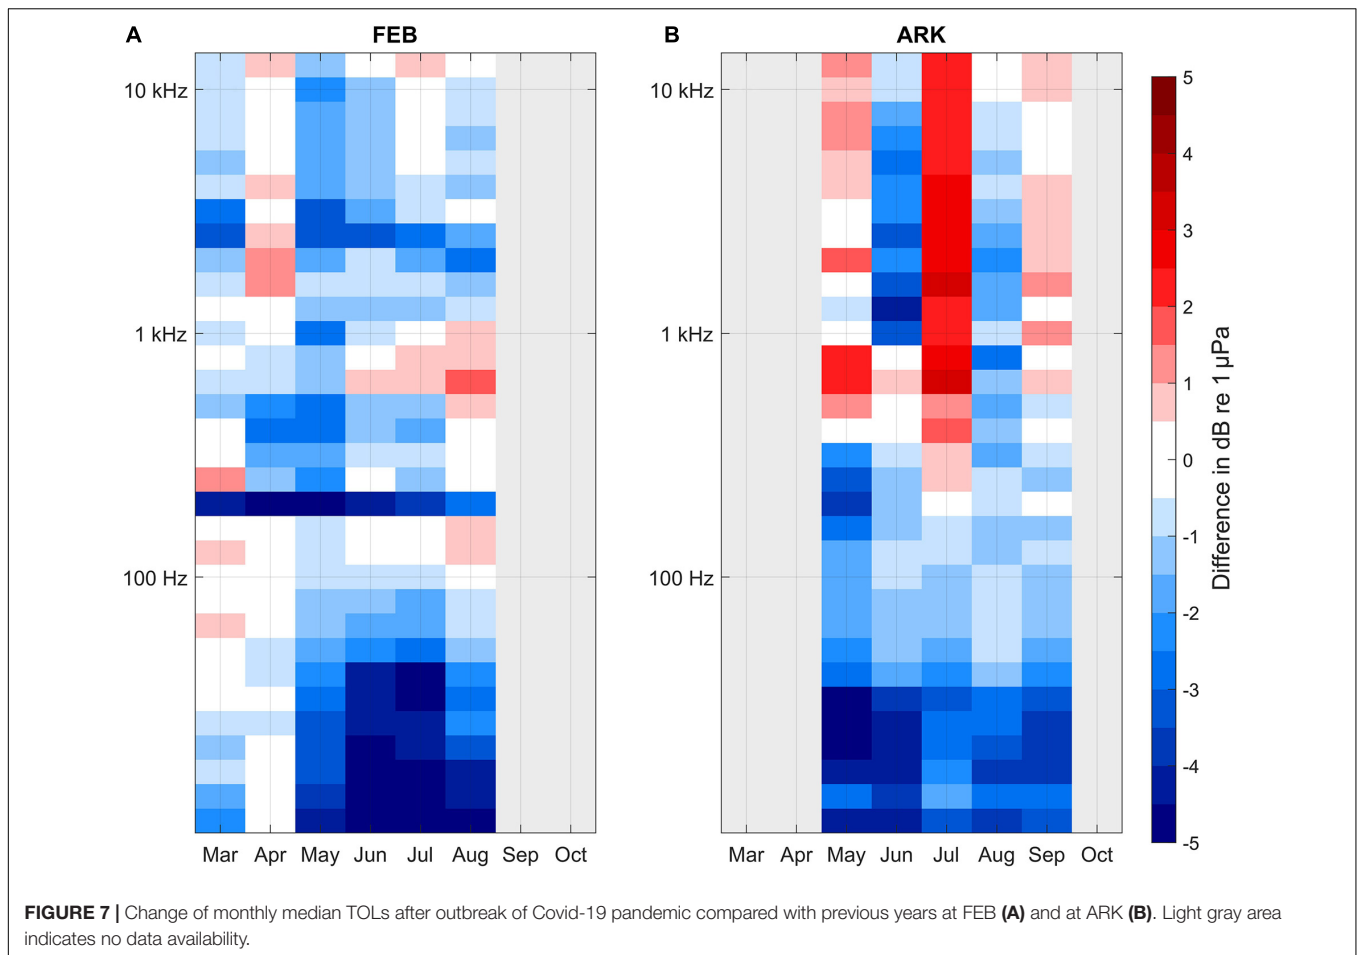 A FEB B ARK
10 kHz
1 kHz
100 Hz
Mar Apr May Jun Jul Aug Sep Oct
10 kHz
1 kHz
100 Hz
Mar Apr May Jun Jul Aug Sep Oct
5
4
3
2
1
0
-1
-2
-3
-4
-5
Difference in dB re 1 µPa
FIGURE 7 | Change of monthly median TOLs after outbreak of Covid-19 pandemic compared with previous years at FEB (A) and at ARK (B). Light gray area
indicates no data availability.